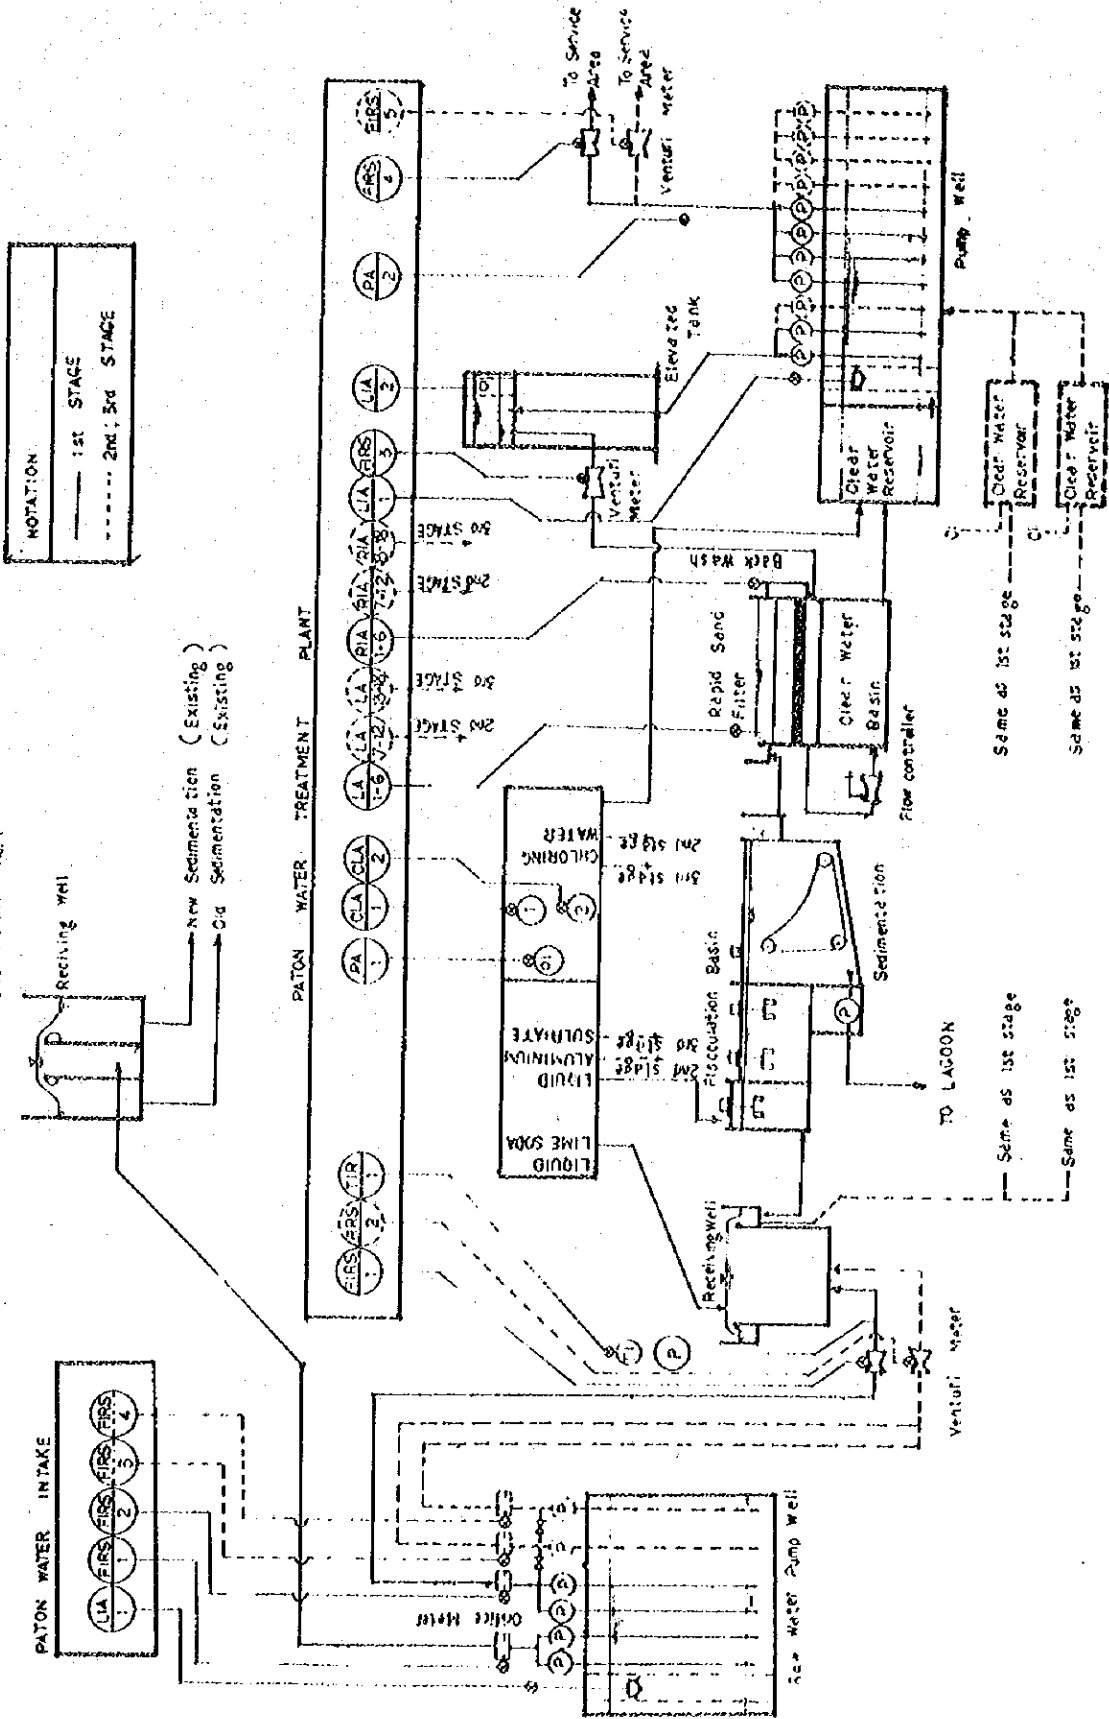 NOTATION
1st STAGE
2nd, 3rd STAGE
Reciving Well
New Sedimentation (Existing)
Old Sedimentation (Existing)
PATON WATER INTAKE
LIA 1
FIRS 1
FIRS 2
FIRS 3
FIRS 4
PATON WATER TREATMENT PLANT
FIRS 1
FIRS 2
TIR 1
PA 1
CLA 1
CLA 2
LA 1-6
LA 7-12
LA
RIA 1-6
RIA 7-12
RIA
LIA 1
FIRS 3
LIA 2
PA 2
FIRS 4
FIRS 5
2nd STAGE
3rd STAGE
2nd STAGE
3rd STAGE
To Service
Area
To Service
Area
Venturi Meter
Elevated
Tank
Venturi
Meter
Back Wash
LIQUID
LIME SODA
LIQUID
ALUMINIUM
SULPHATE
2nd stage
3rd stage
CHLORING
WATER
2nd stage
3rd stage
1
2
Rapid Sand
Filter
Clear Water
Basin
Flow controller
Clear
Water
Reservoir
Pump Well
P P P P P P P P P P P
Clear Water
Reservoir
Clear Water
Reservoir
Same as 1st stage
Same as 1st stage
Flocculation Basin
Sedimentation
P
TO LAGOON
Same as 1st stage
Same as 1st stage
Receiving Well
P
Venturi Meter
Orifice Meter
P P P P P P
Raw Water Pump Well